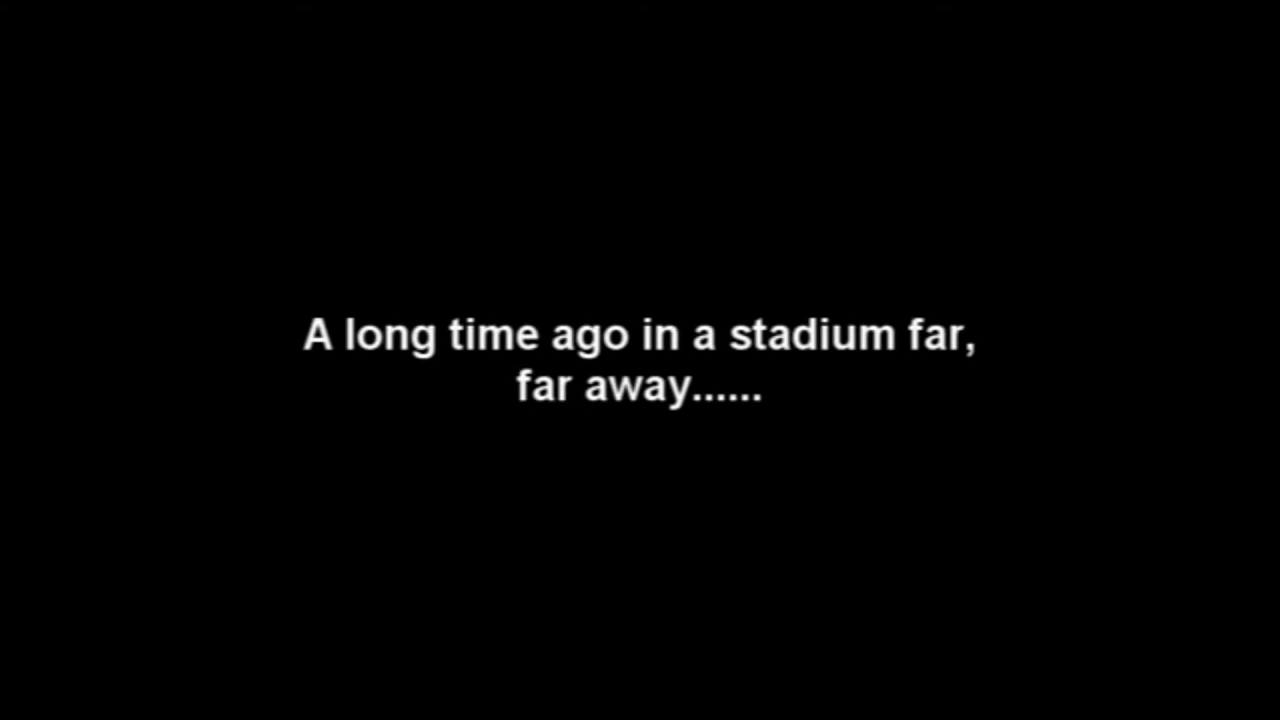 A long time ago in a stadium far,
far away......